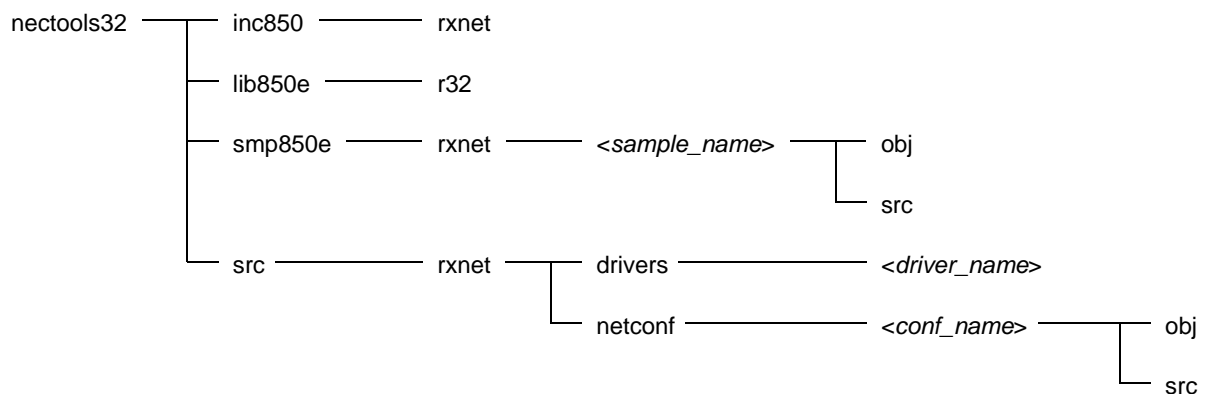 nectools32 inc850 rxnet
lib850e r32
smp850e rxnet <sample_name> obj
src
src rxnet drivers <driver_name>
netconf <conf_name> obj
src